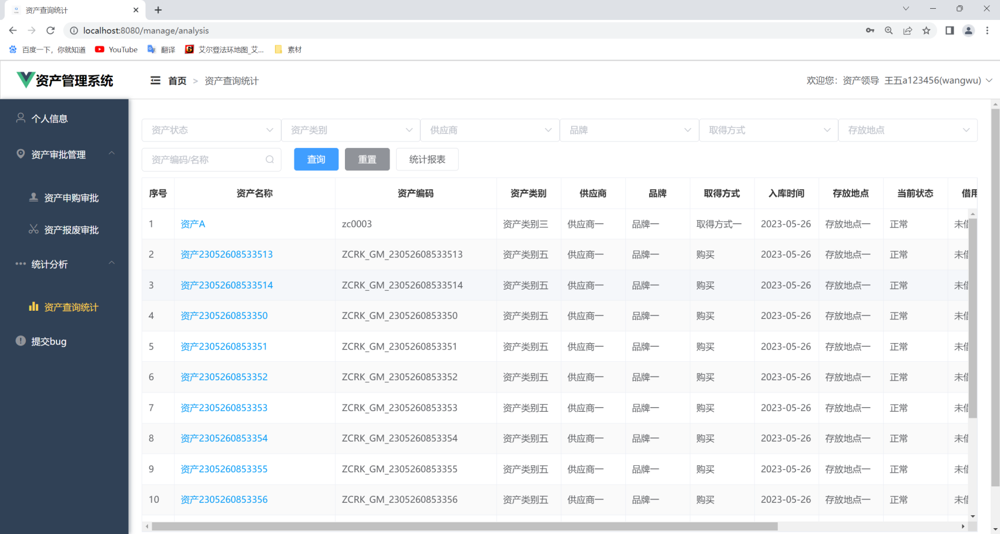 资产查询统计
localhost:8080/manage/analysis
百度一下，你就知道 YouTube 翻译 艾尔登法环地图_艾... 素材
资产管理系统 首页 > 资产查询统计 欢迎您：资产领导 王五a123456(wangwu)
个人信息
资产审批管理
资产申购审批
资产报废审批
统计分析
资产查询统计
提交bug
资产状态 资产类别 供应商 品牌 取得方式 存放地点
资产编码/名称 查询 重置 统计报表
序号 资产名称 资产编码 资产类别 供应商 品牌 取得方式 入库时间 存放地点 当前状态 借用
1 资产A zc0003 资产类别三 供应商一 品牌一 取得方式一 2023-05-26 存放地点一 正常 未借
2 资产23052608533513 ZCRK_GM_23052608533513 资产类别五 供应商一 品牌一 购买 2023-05-26 存放地点一 正常 未借
3 资产23052608533514 ZCRK_GM_23052608533514 资产类别五 供应商一 品牌一 购买 2023-05-26 存放地点一 正常 未借
4 资产2305260853350 ZCRK_GM_2305260853350 资产类别五 供应商一 品牌一 购买 2023-05-26 存放地点一 正常 未借
5 资产2305260853351 ZCRK_GM_2305260853351 资产类别五 供应商一 品牌一 购买 2023-05-26 存放地点一 正常 未借
6 资产2305260853352 ZCRK_GM_2305260853352 资产类别五 供应商一 品牌一 购买 2023-05-26 存放地点一 正常 未借
7 资产2305260853353 ZCRK_GM_2305260853353 资产类别五 供应商一 品牌一 购买 2023-05-26 存放地点一 正常 未借
8 资产2305260853354 ZCRK_GM_2305260853354 资产类别五 供应商一 品牌一 购买 2023-05-26 存放地点一 正常 未借
9 资产2305260853355 ZCRK_GM_2305260853355 资产类别五 供应商一 品牌一 购买 2023-05-26 存放地点一 正常 未借
10 资产2305260853356 ZCRK_GM_2305260853356 资产类别五 供应商一 品牌一 购买 2023-05-26 存放地点一 正常 未借